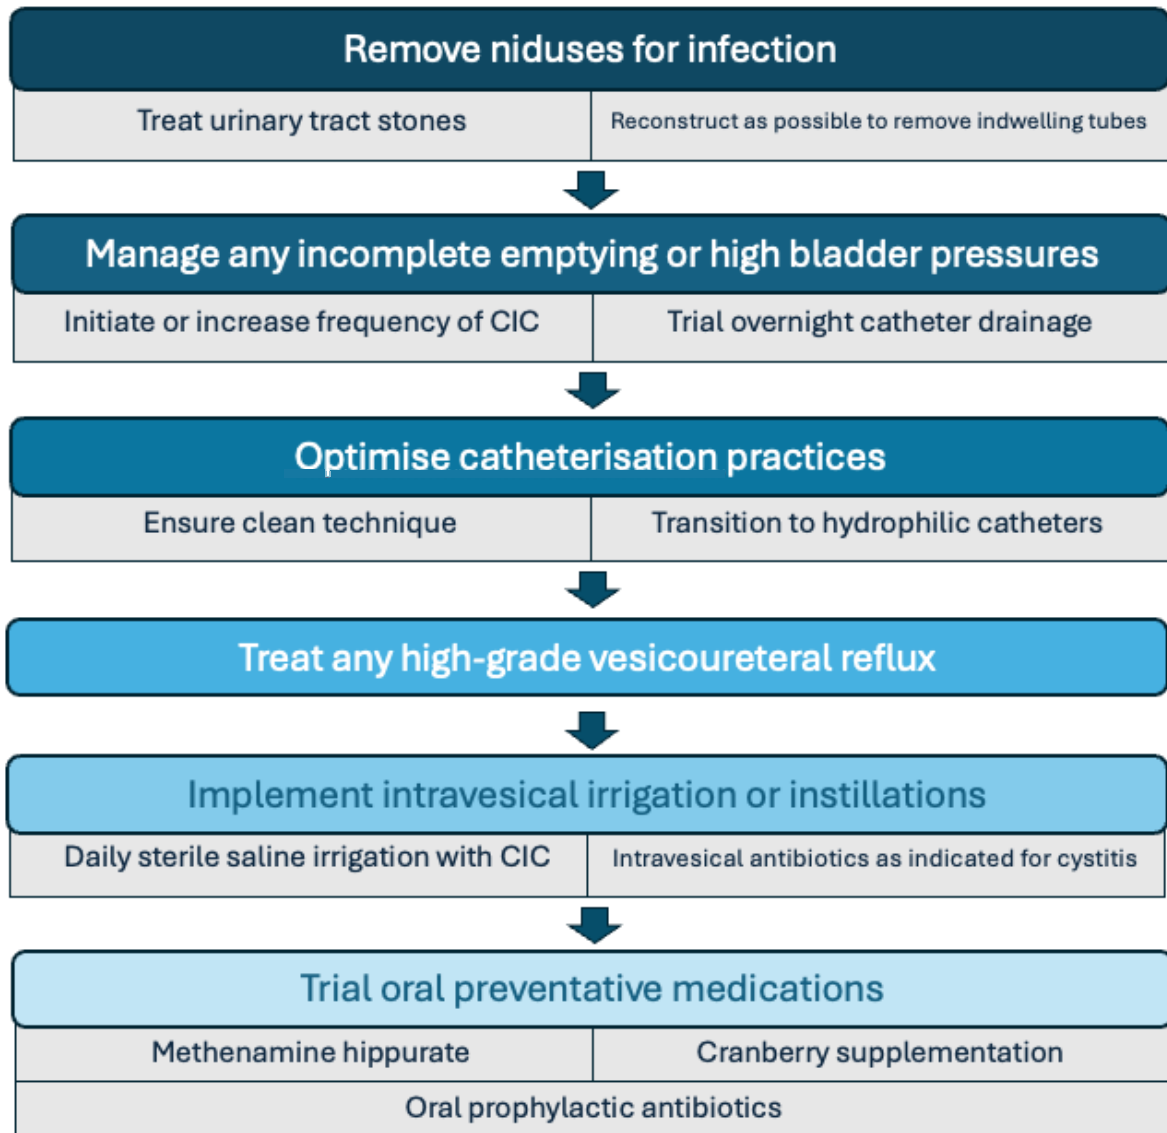 Remove niduses for infection
Treat urinary tract stones
Reconstruct as possible to remove indwelling tubes
Manage any incomplete emptying or high bladder pressures
Initiate or increase frequency of CIC
Trial overnight catheter drainage
Optimise catheterisation practices
Ensure clean technique
Transition to hydrophilic catheters
Treat any high-grade vesicoureteral reflux
Implement intravesical irrigation or instillations
Daily sterile saline irrigation with CIC
Intravesical antibiotics as indicated for cystitis
Trial oral preventative medications
Methenamine hippurate
Cranberry supplementation
Oral prophylactic antibiotics